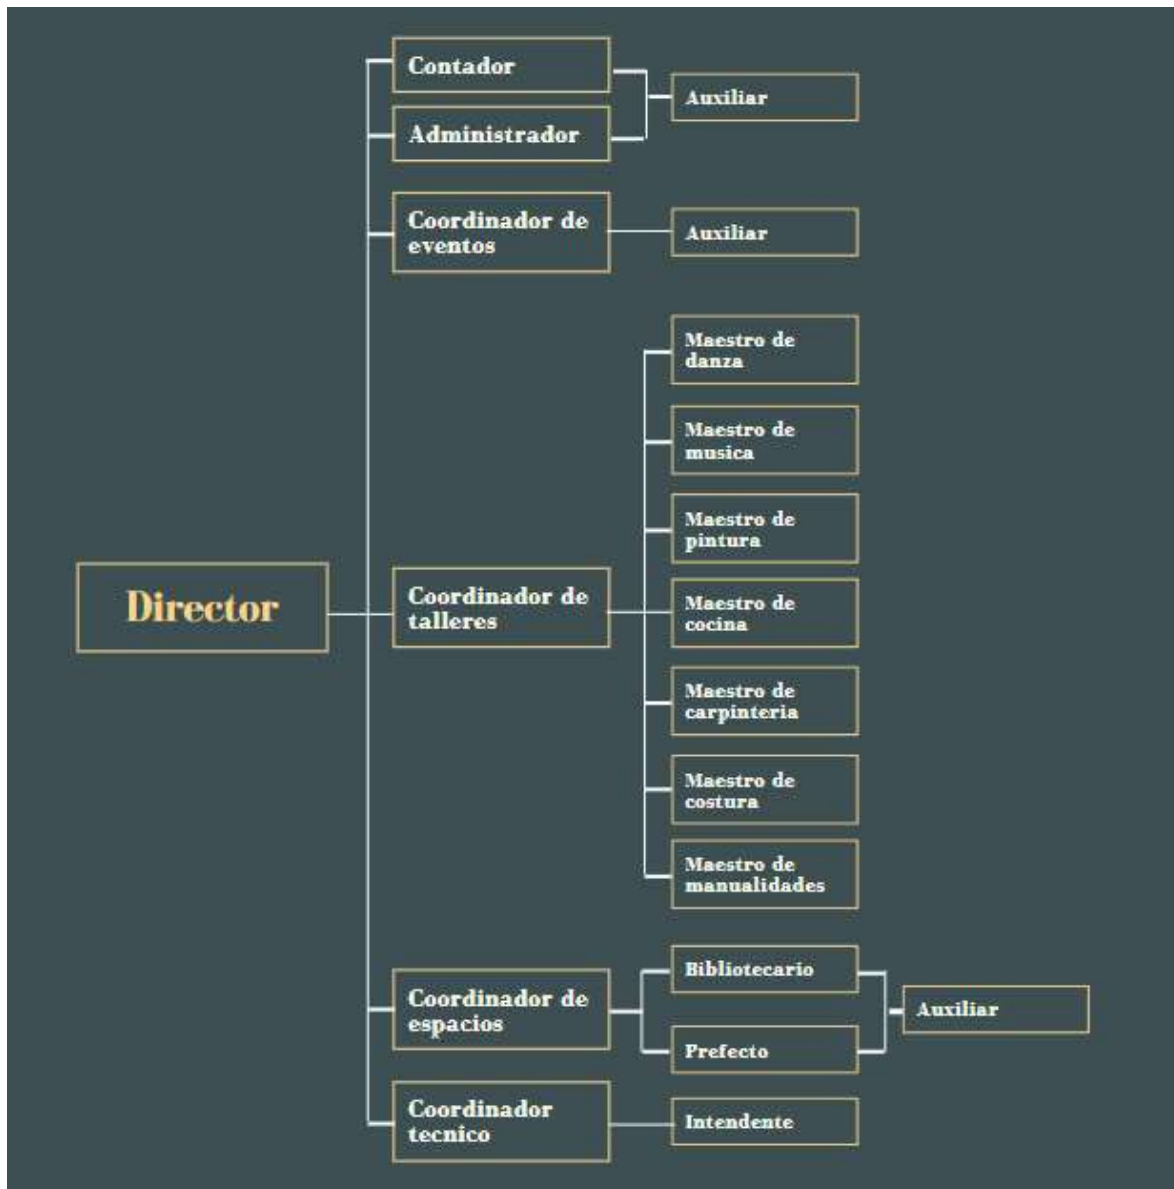 Contador
Auxiliar
Administrador
Coordinador de
eventos
Auxiliar
Maestro de
danza
Maestro de
musica
Maestro de
pintura
Director
Coordinador de
talleres
Maestro de
cocina
Maestro de
carpinteria
Maestro de
costura
Maestro de
manualidades
Coordinador de
espacios
Bibliotecario
Prefecto
Auxiliar
Coordinador
tecnico
Intendente